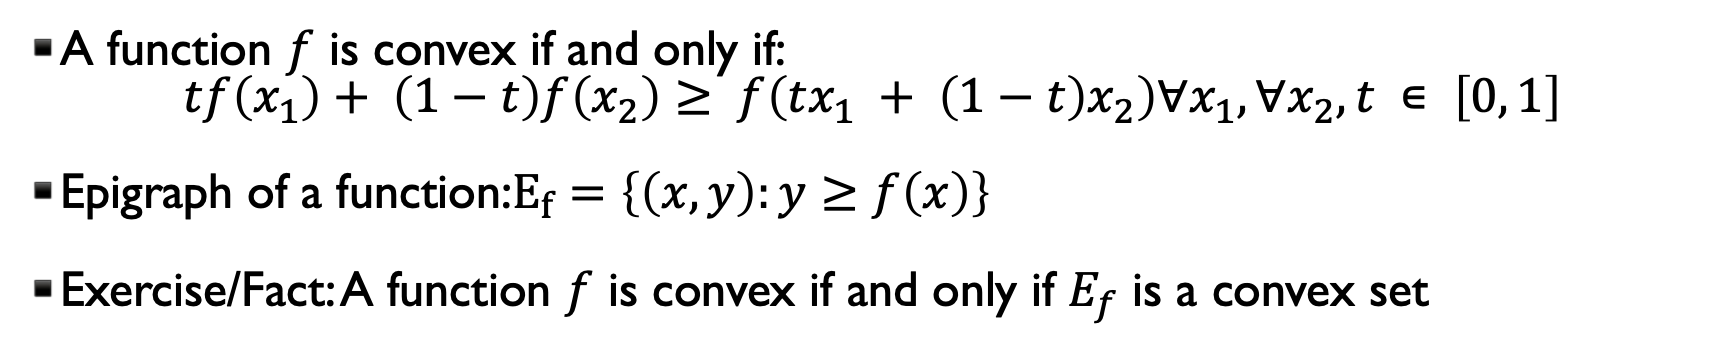 ▪A function f is convex if and only if:
tf(x₁) + (1 − t)f(x₂) ≥ f(tx₁ + (1 − t)x₂)∀x₁, ∀x₂, t ∈ [0, 1]
▪Epigraph of a function:E_f = {(x, y): y ≥ f(x)}
▪Exercise/Fact: A function f is convex if and only if E_f is a convex set